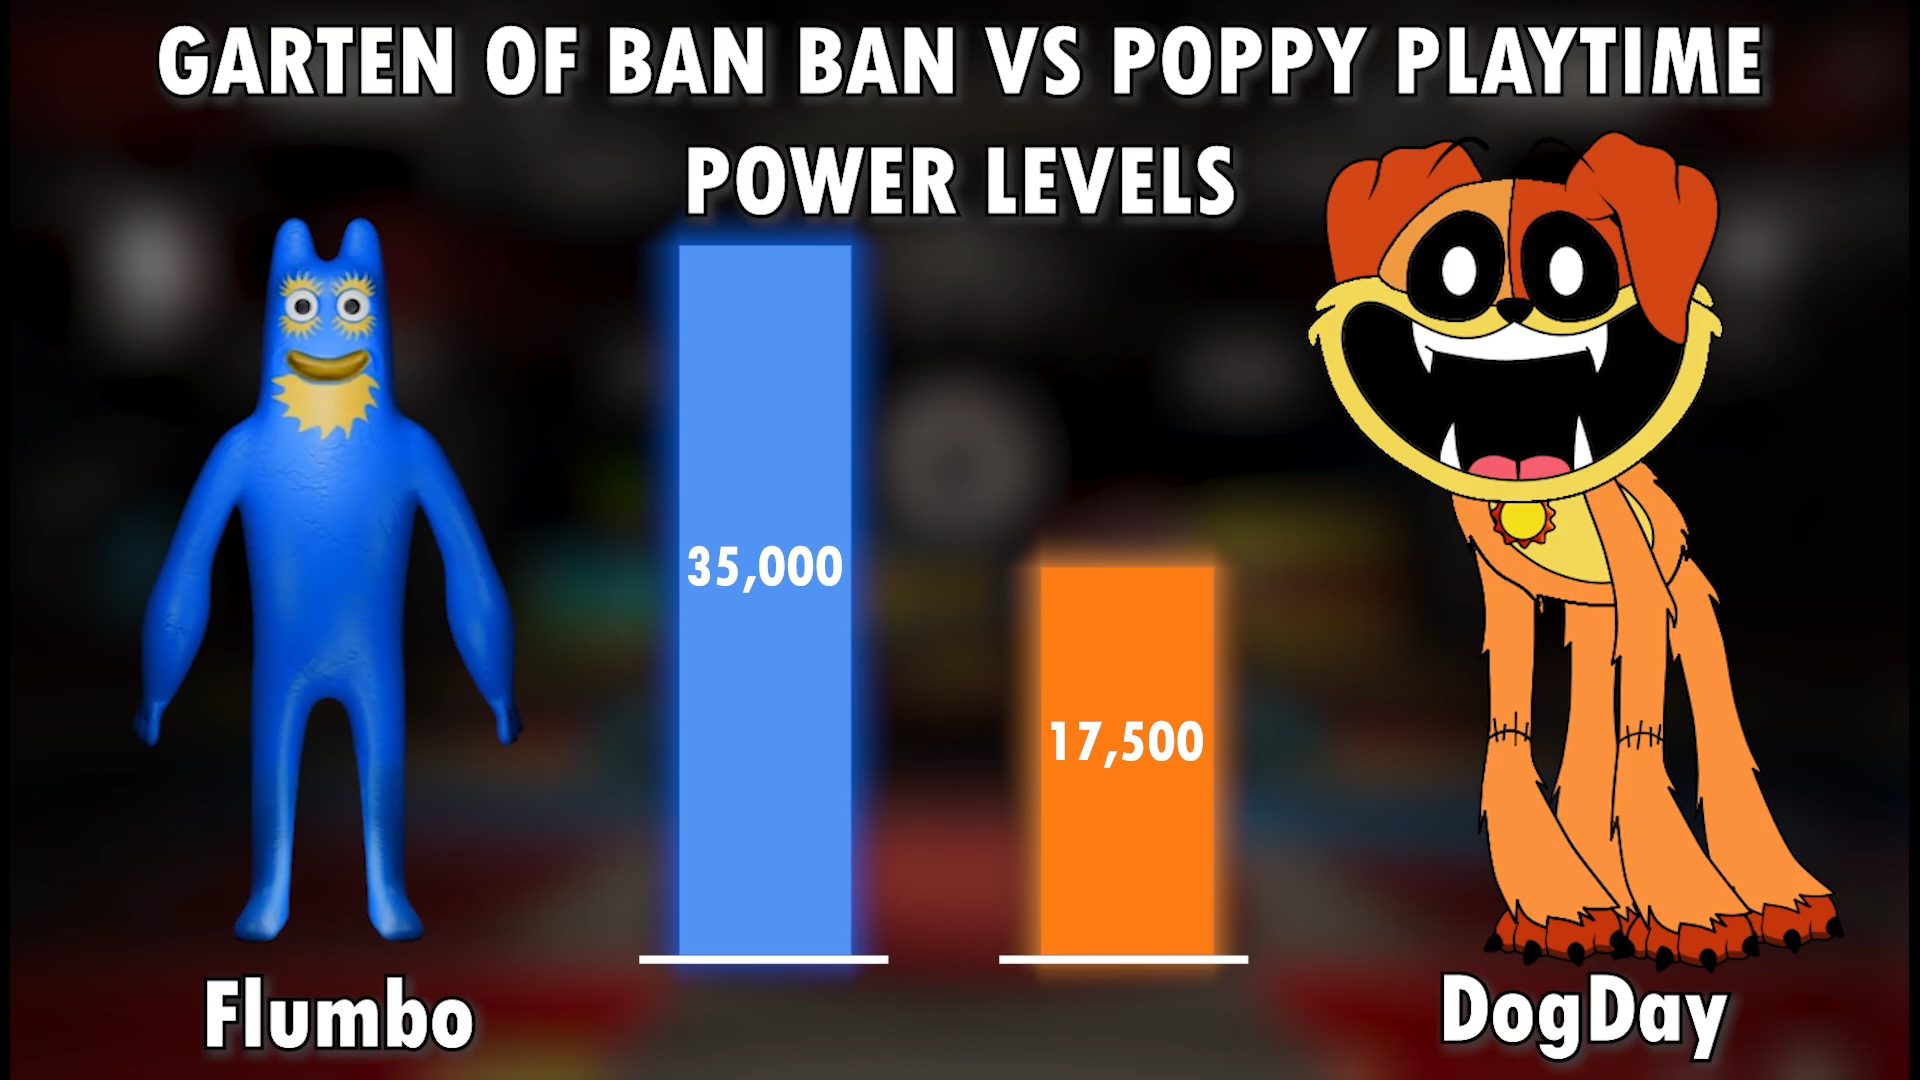 GARTEN OF BAN BAN VS POPPY PLAYTIME
POWER LEVELS
35,000
17,500
Flumbo
DogDay